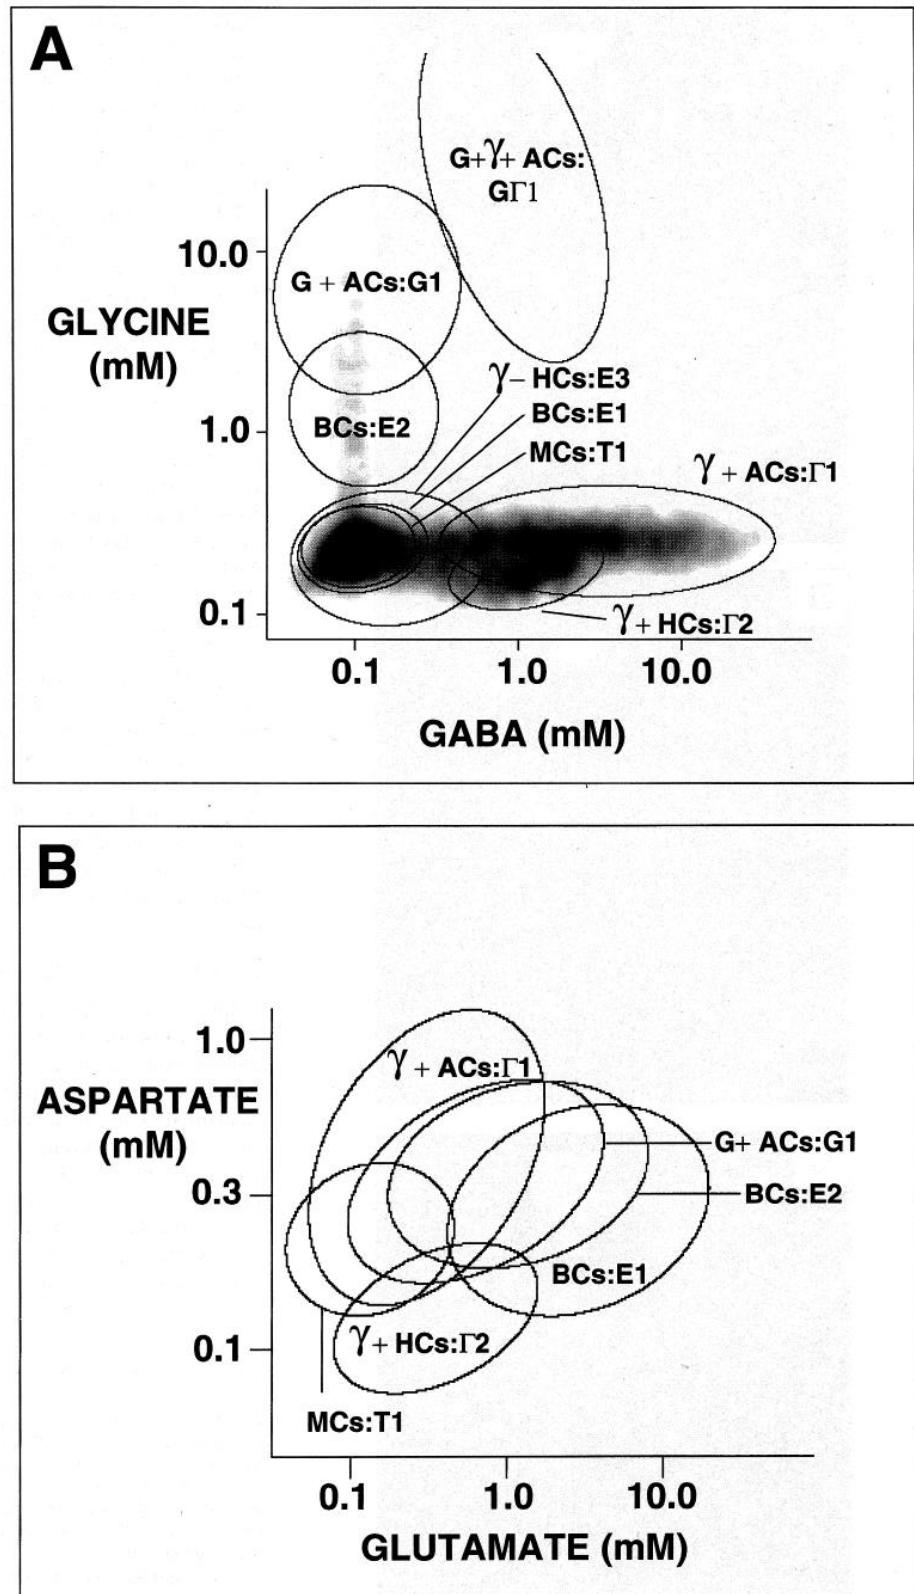 A
G+γ+ ACs:
GΓ1
10.0
G + ACs:G1
GLYCINE
(mM)
γ− HCs:E3
BCs:E1
1.0
BCs:E2
MCs:T1
γ + ACs:Γ1
0.1
γ+ HCs:Γ2
0.1
1.0
10.0
GABA (mM)
B
1.0
γ + ACs:Γ1
ASPARTATE
(mM)
G+ ACs:G1
0.3
BCs:E2
BCs:E1
0.1
γ+ HCs:Γ2
MCs:T1
0.1
1.0
10.0
GLUTAMATE (mM)